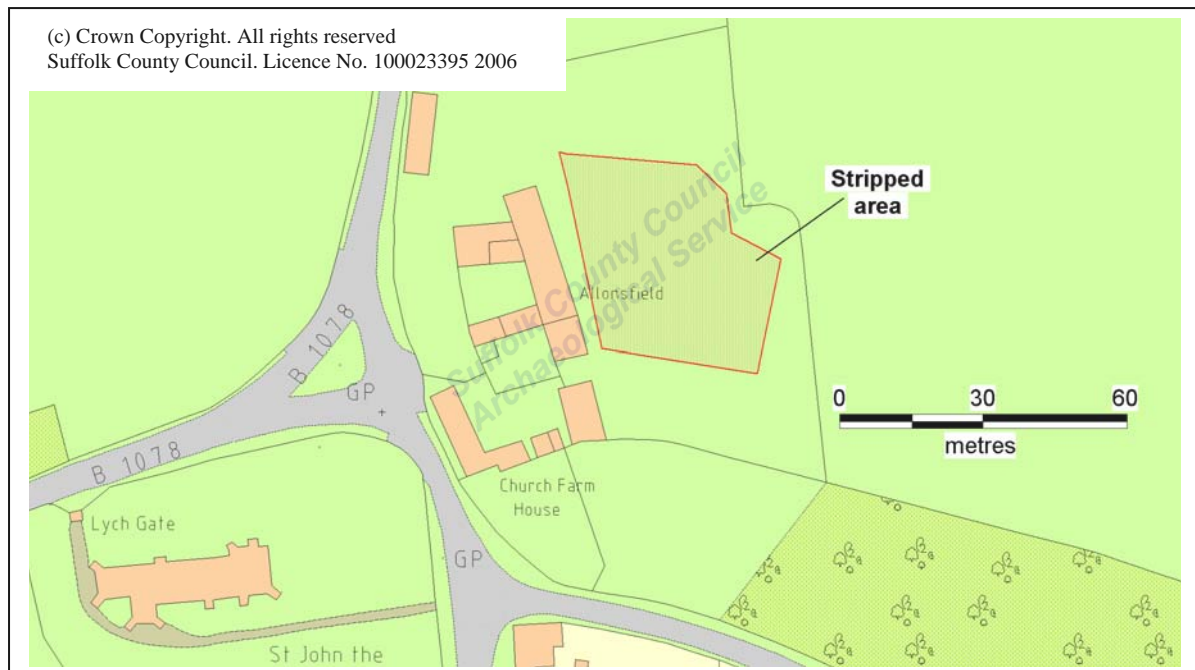 (c) Crown Copyright. All rights reserved
Suffolk County Council. Licence No. 100023395 2006
Stripped
area
Suffolk County Council
Archaeological Service
Allonsfield
B 1078
GP
0 30 60
metres
B 1078
Church Farm
House
Lych Gate
GP
St John the